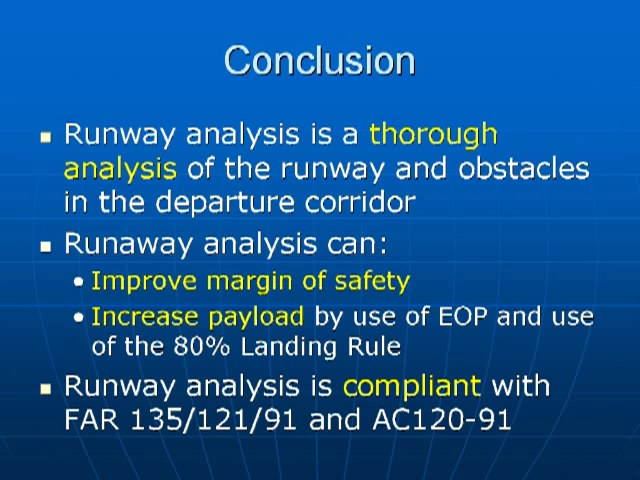 Conclusion
Runway analysis is a thorough
analysis of the runway and obstacles
in the departure corridor
Runaway analysis can:
Improve margin of safety
Increase payload by use of EOP and use
of the 80% Landing Rule
Runway analysis is compliant with
FAR 135/121/91 and AC120-91